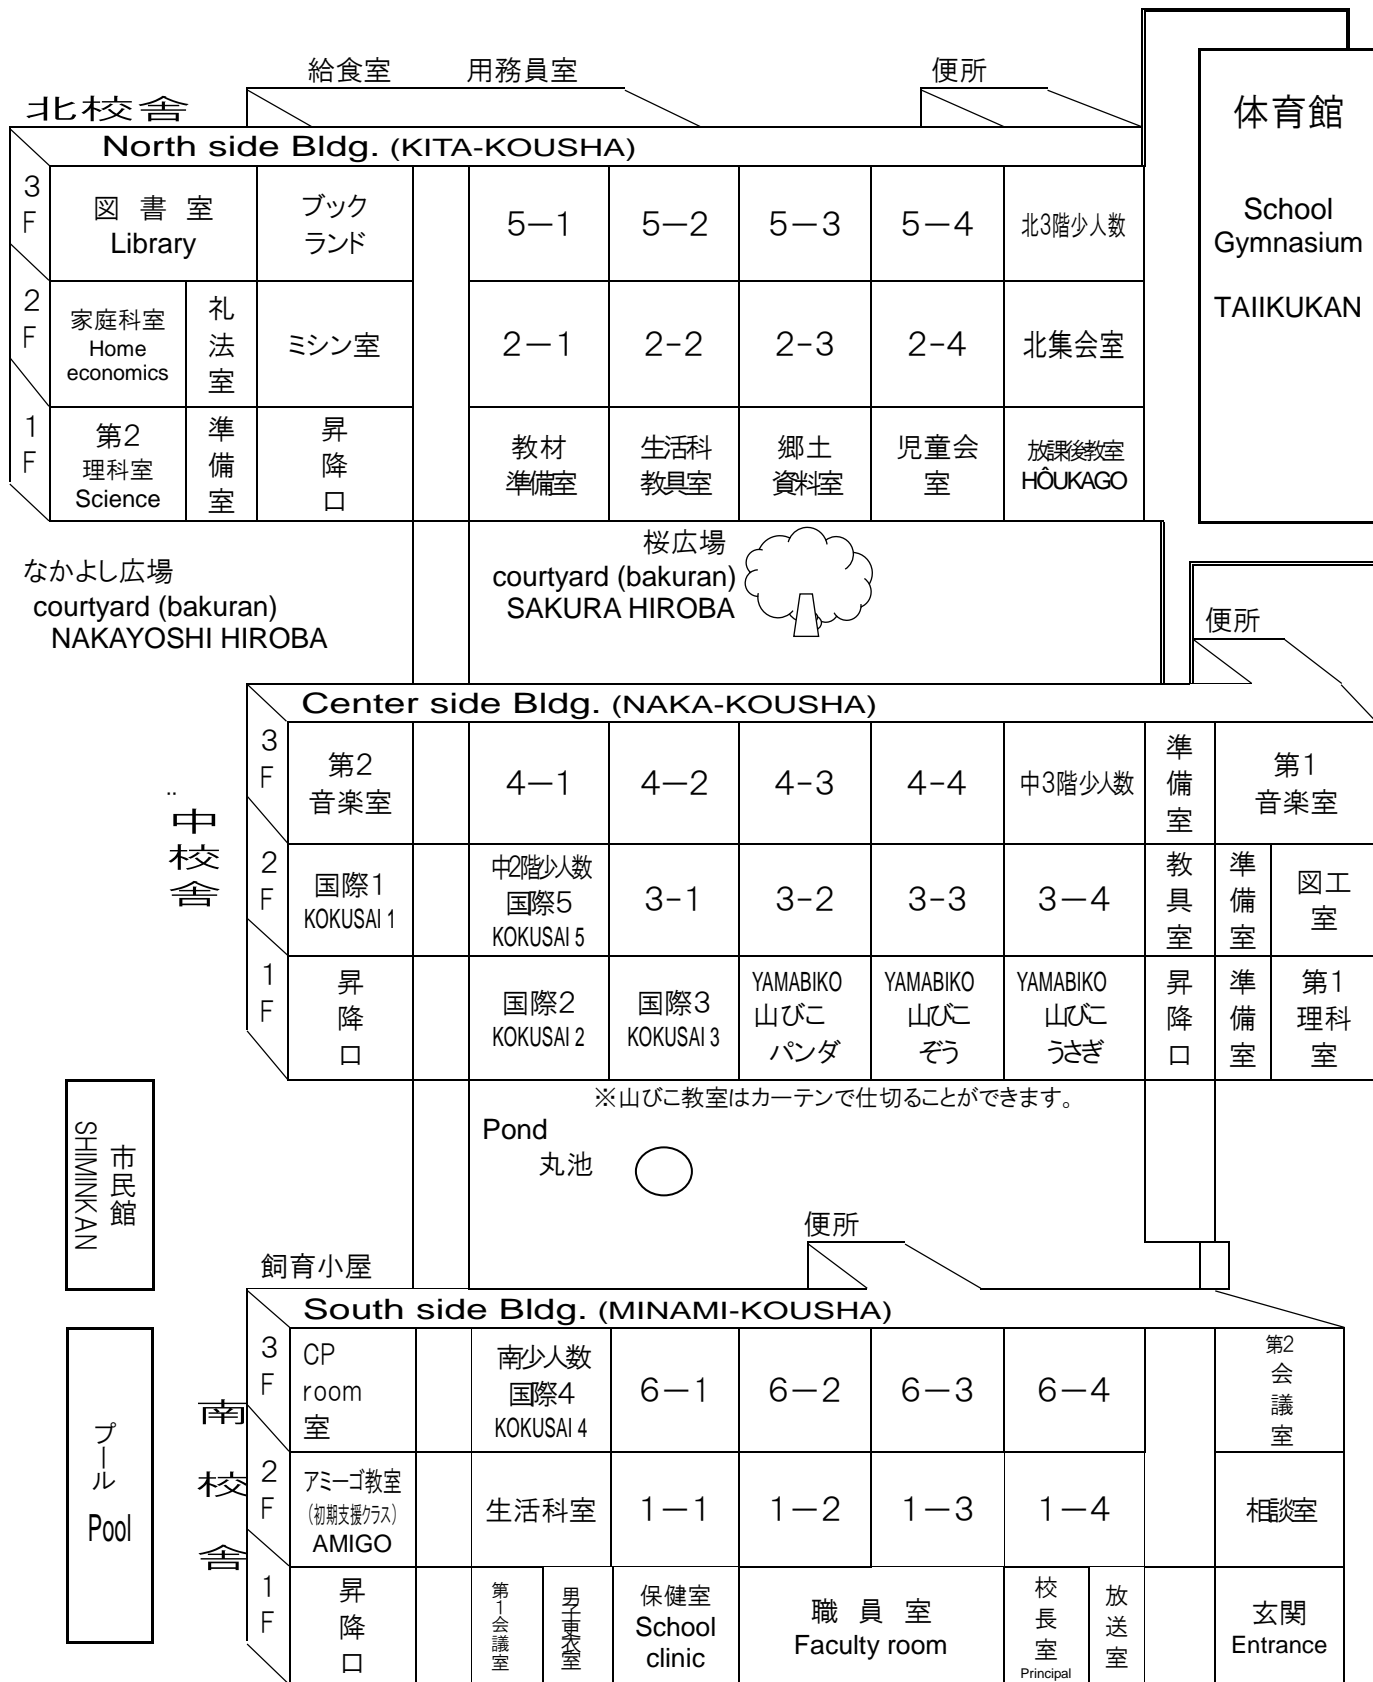 給食室 用務員室 便所
北校舎
North side Bldg. (KITA-KOUSHA)
体育館
School
Gymnasium
TAIIKUKAN
3F
図 書 室
Library
ブック
ランド
5－1
5－2
5－3
5－4
北3階少人数
2F
家庭科室
Home
economics
礼法室
ミシン室
2－1
2-2
2-3
2-4
北集会室
1F
第2
理科室
Science
準備室
昇降口
教材
準備室
生活科
教具室
郷土
資料室
児童会
室
放課後教室
HÔUKAGO
なかよし広場
courtyard (bakuran)
NAKAYOSHI HIROBA
桜広場
courtyard (bakuran)
SAKURA HIROBA
便所
Center side Bldg. (NAKA-KOUSHA)
中校舎
3F
第2
音楽室
4－1
4－2
4-3
4-4
中3階少人数
準備室
第1
音楽室
2F
国際1
KOKUSAI 1
中2階少人数
国際5
KOKUSAI 5
3-1
3-2
3-3
3－4
教具室
準備室
図工
室
1F
昇降口
国際2
KOKUSAI 2
国際3
KOKUSAI 3
YAMABIKO
山びこ
パンダ
YAMABIKO
山びこ
ぞう
YAMABIKO
山びこ
うさぎ
昇降口
準備室
第1
理科
室
※山びこ教室はカーテンで仕切ることができます。
Pond
丸池
市民館
SHIMINKAN
便所
飼育小屋
South side Bldg. (MINAMI-KOUSHA)
プール
Pool
南校舎
3F
CP
room
室
南少人数
国際4
KOKUSAI 4
6－1
6－2
6－3
6－4
第2
会議室
2F
アミーゴ教室
(初期支援クラス)
AMIGO
生活科室
1－1
1－2
1－3
1－4
相談室
1F
昇降口
第1会議室
男子更衣室
保健室
School
clinic
職 員 室
Faculty room
校長室
Principal
放送室
玄関
Entrance